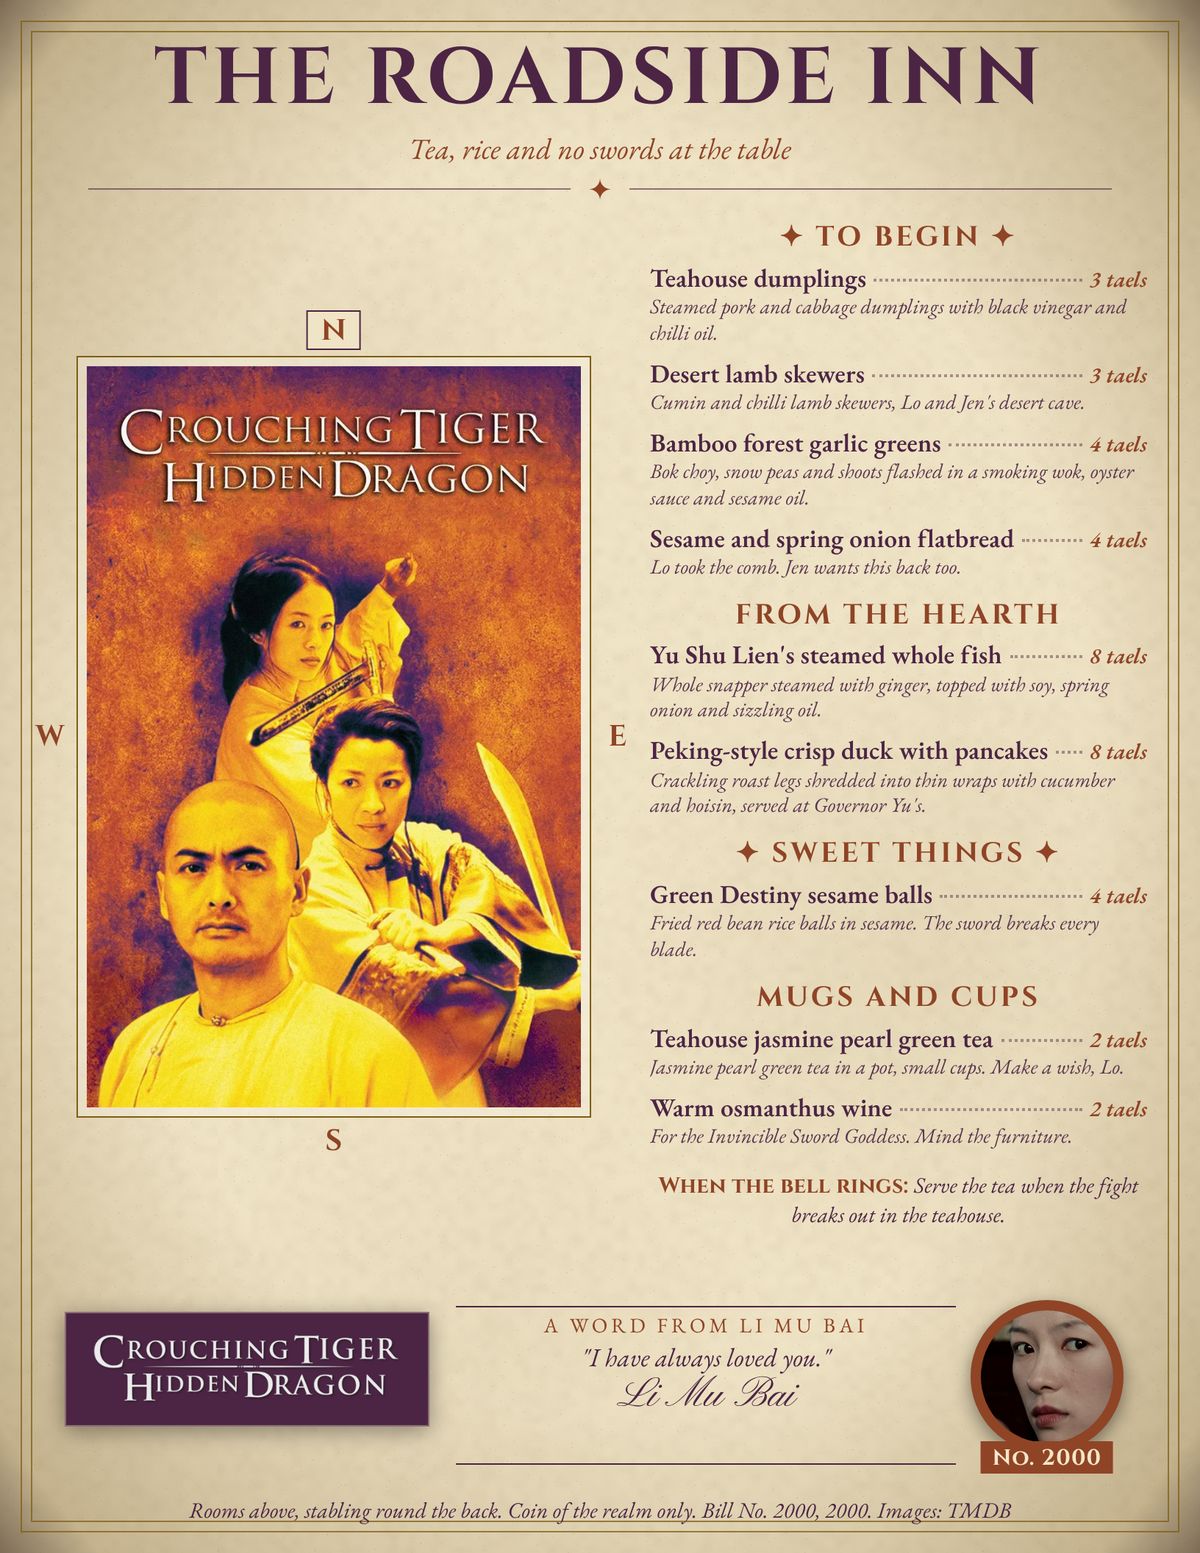 THE ROADSIDE INN
Tea, rice and no swords at the table
N
CROUCHING TIGER
HIDDEN DRAGON
W
E
S
✦ TO BEGIN ✦
Teahouse dumplings 3 taels
Steamed pork and cabbage dumplings with black vinegar and
chilli oil.
Desert lamb skewers 3 taels
Cumin and chilli lamb skewers, Lo and Jen's desert cave.
Bamboo forest garlic greens 4 taels
Bok choy, snow peas and shoots flashed in a smoking wok, oyster
sauce and sesame oil.
Sesame and spring onion flatbread 4 taels
Lo took the comb. Jen wants this back too.
FROM THE HEARTH
Yu Shu Lien's steamed whole fish 8 taels
Whole snapper steamed with ginger, topped with soy, spring
onion and sizzling oil.
Peking-style crisp duck with pancakes 8 taels
Crackling roast legs shredded into thin wraps with cucumber
and hoisin, served at Governor Yu's.
✦ SWEET THINGS ✦
Green Destiny sesame balls 4 taels
Fried red bean rice balls in sesame. The sword breaks every
blade.
MUGS AND CUPS
Teahouse jasmine pearl green tea 2 taels
Jasmine pearl green tea in a pot, small cups. Make a wish, Lo.
Warm osmanthus wine 2 taels
For the Invincible Sword Goddess. Mind the furniture.
WHEN THE BELL RINGS: Serve the tea when the fight
breaks out in the teahouse.
CROUCHING TIGER
HIDDEN DRAGON
A WORD FROM LI MU BAI
"I have always loved you."
Li Mu Bai
NO. 2000
Rooms above, stabling round the back. Coin of the realm only. Bill No. 2000, 2000. Images: TMDB